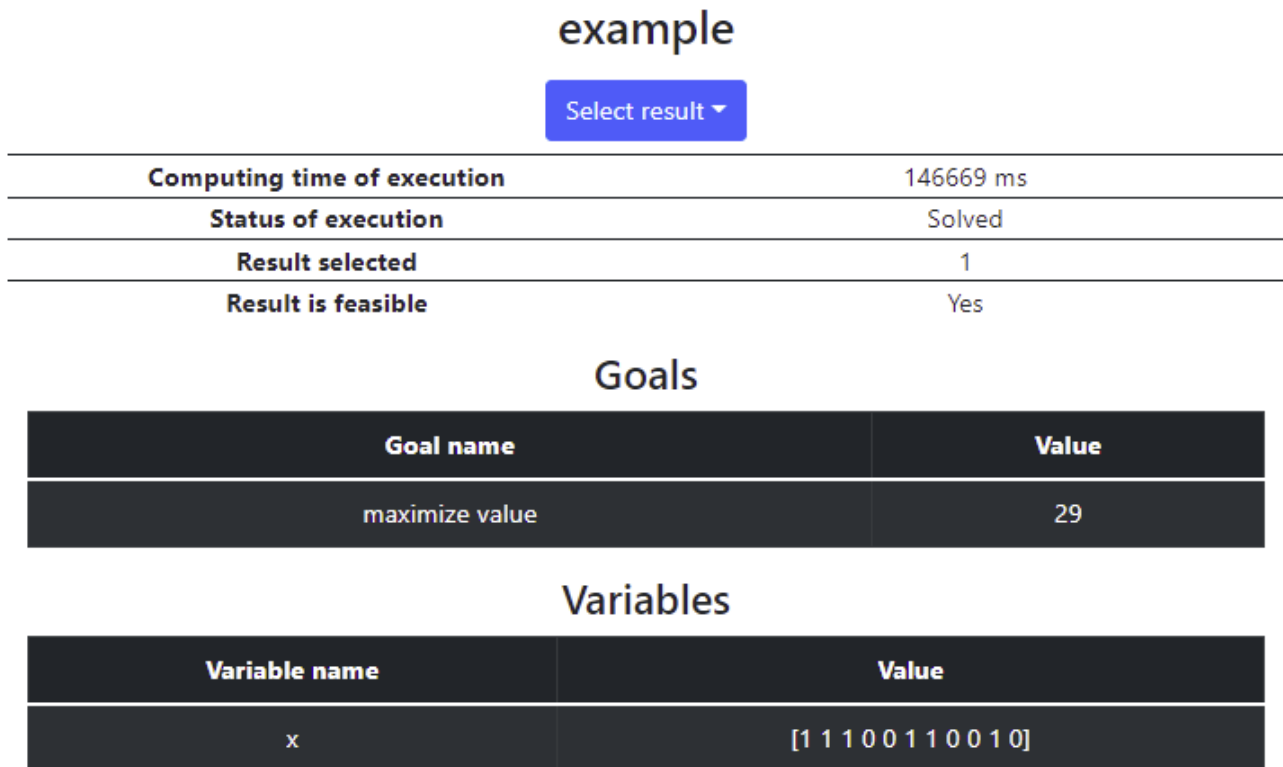 example
Select result
Computing time of execution 146669 ms
Status of execution Solved
Result selected 1
Result is feasible Yes
Goals
Goal name Value
maximize value 29
Variables
Variable name Value
x [1 1 1 0 0 1 1 0 0 1 0]